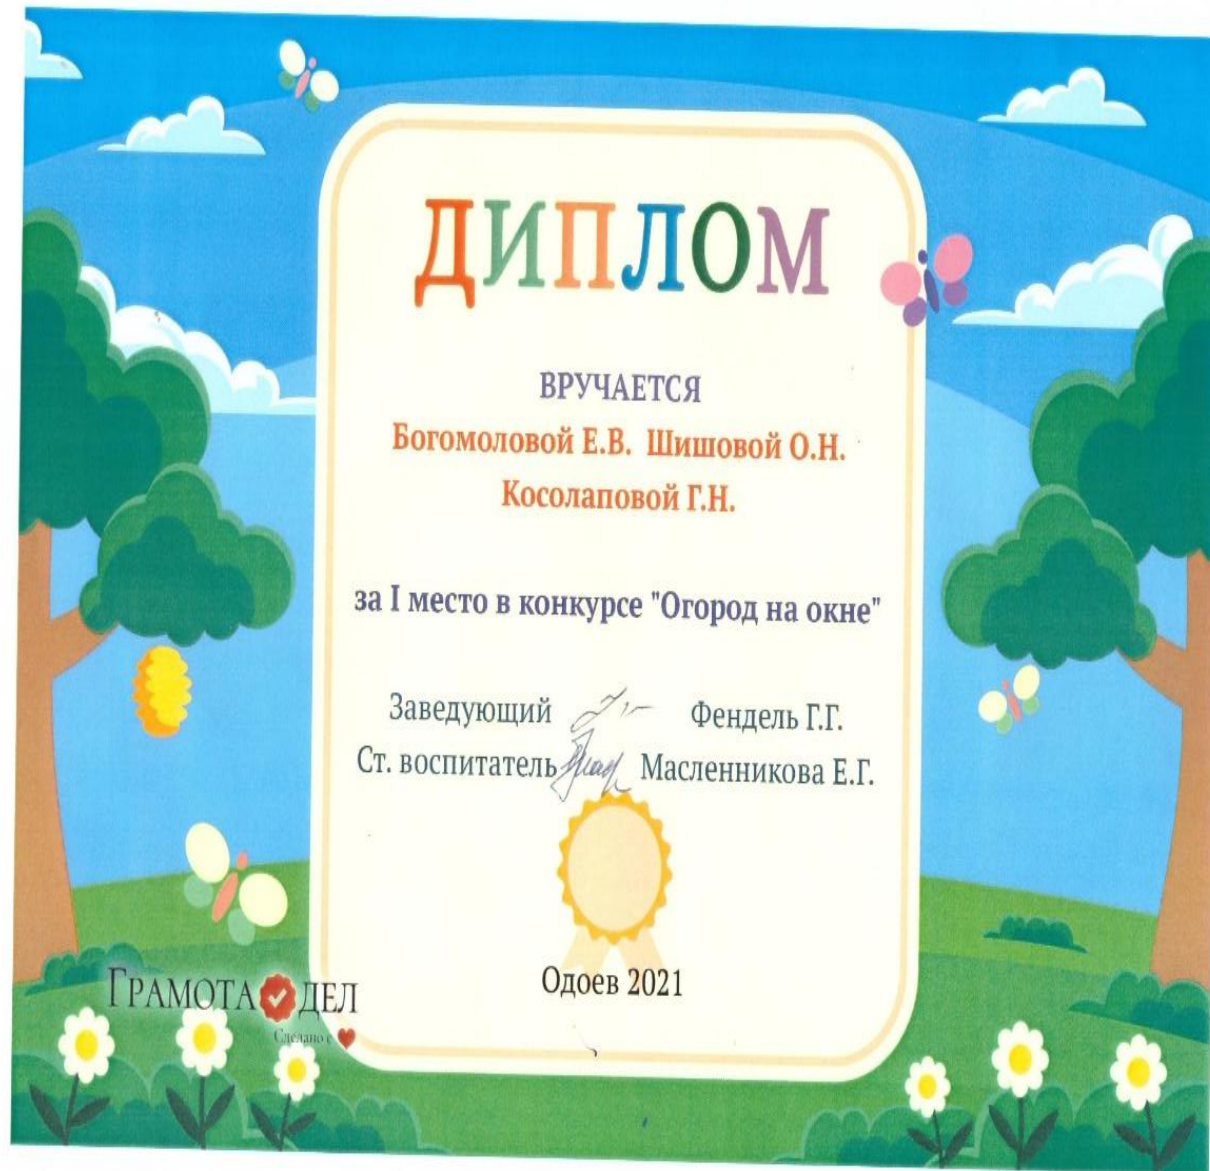 ДИПЛОМ
ВРУЧАЕТСЯ
Богомоловой Е.В. Шишовой О.Н.
Косолаповой Г.Н.
за I место в конкурсе "Огород на окне"
Заведующий Фендель Г.Г.
Ст. воспитатель Масленникова Е.Г.
Одоев 2021
ГРАМОТА ДЕЛ
Сделано с